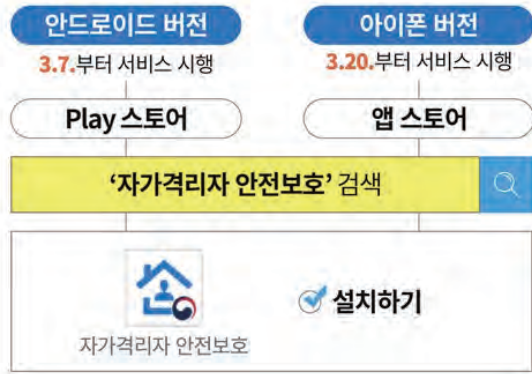 안드로이드 버전
아이폰 버전
3.7.부터 서비스 시행
3.20.부터 서비스 시행
Play 스토어
앱 스토어
‘자가격리자 안전보호’ 검색
자가격리자 안전보호
설치하기